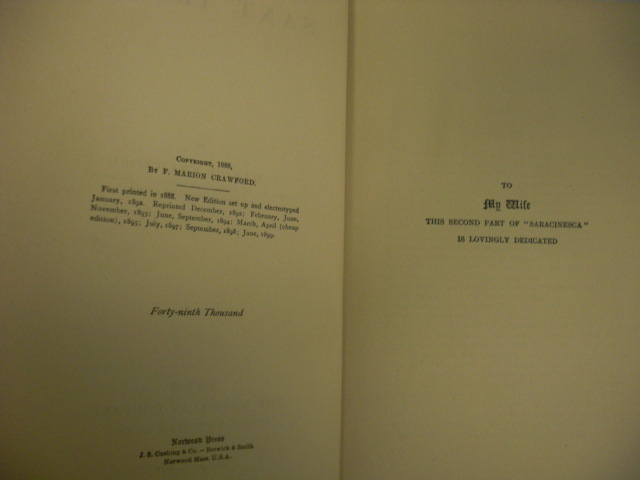 COPYRIGHT, 1888,
BY F. MARION CRAWFORD.
First printed in 1888. New Edition set up and electrotyped
January, 1892. Reprinted December, 1892; February, June,
November, 1893; June, September, 1894; March, April (cheap
edition), 1895; July, 1897; September, 1898; June, 1899.
Forty-ninth Thousand
Norwood Press
J. S. Cushing & Co. — Berwick & Smith
Norwood Mass. U.S.A.
TO
My Wife
THIS SECOND PART OF "SARACINESCA"
IS LOVINGLY DEDICATED